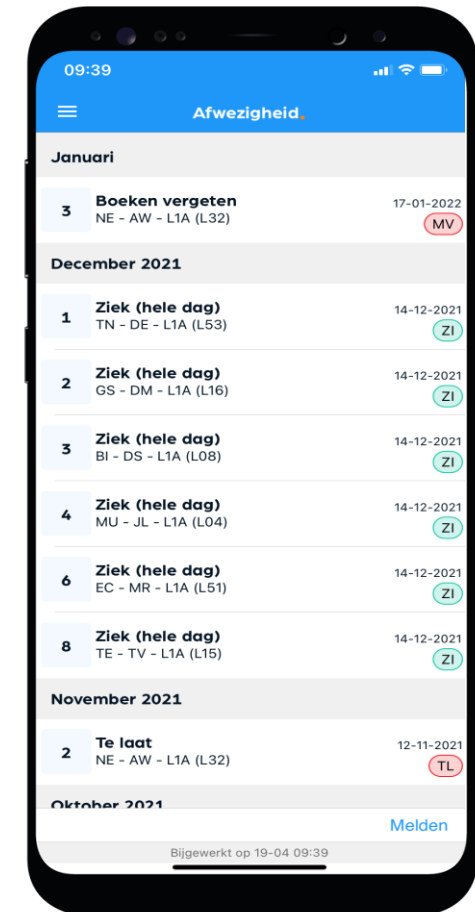 09:39
Afwezigheid.
Januari
3 Boeken vergeten 17-01-2022
NE - AW - L1A (L32) MV
December 2021
1 Ziek (hele dag) 14-12-2021
TN - DE - L1A (L53) ZI
2 Ziek (hele dag) 14-12-2021
GS - DM - L1A (L16) ZI
3 Ziek (hele dag) 14-12-2021
BI - DS - L1A (L08) ZI
4 Ziek (hele dag) 14-12-2021
MU - JL - L1A (L04) ZI
6 Ziek (hele dag) 14-12-2021
EC - MR - L1A (L51) ZI
8 Ziek (hele dag) 14-12-2021
TE - TV - L1A (L15) ZI
November 2021
2 Te laat 12-11-2021
NE - AW - L1A (L32) TL
Oktober 2021
Melden
Bijgewerkt op 19-04 09:39